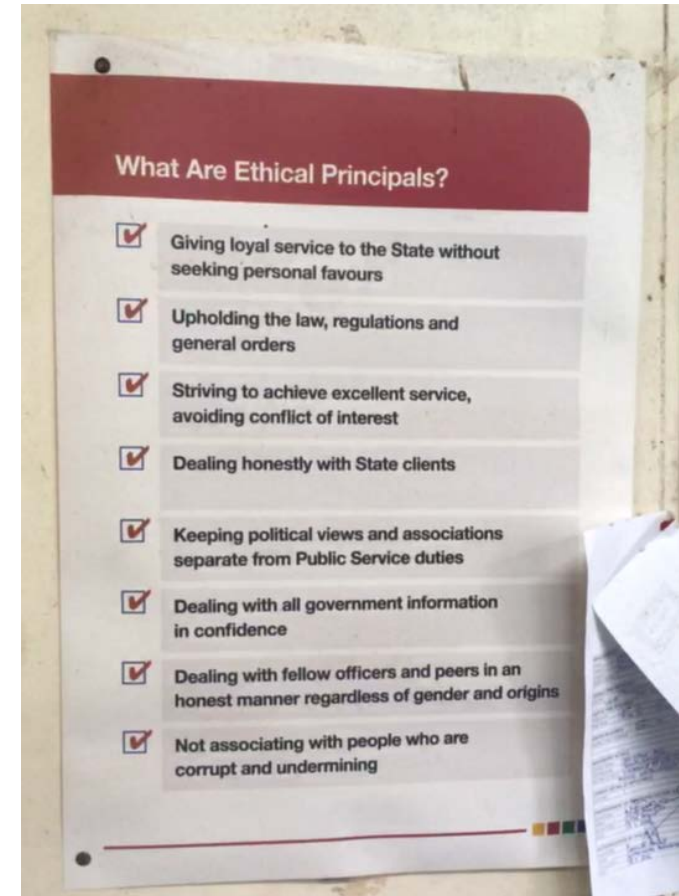 What Are Ethical Principals?
Giving loyal service to the State without
seeking personal favours
Upholding the law, regulations and
general orders
Striving to achieve excellent service,
avoiding conflict of interest
Dealing honestly with State clients
Keeping political views and associations
separate from Public Service duties
Dealing with all government information
in confidence
Dealing with fellow officers and peers in an
honest manner regardless of gender and origins
Not associating with people who are
corrupt and undermining